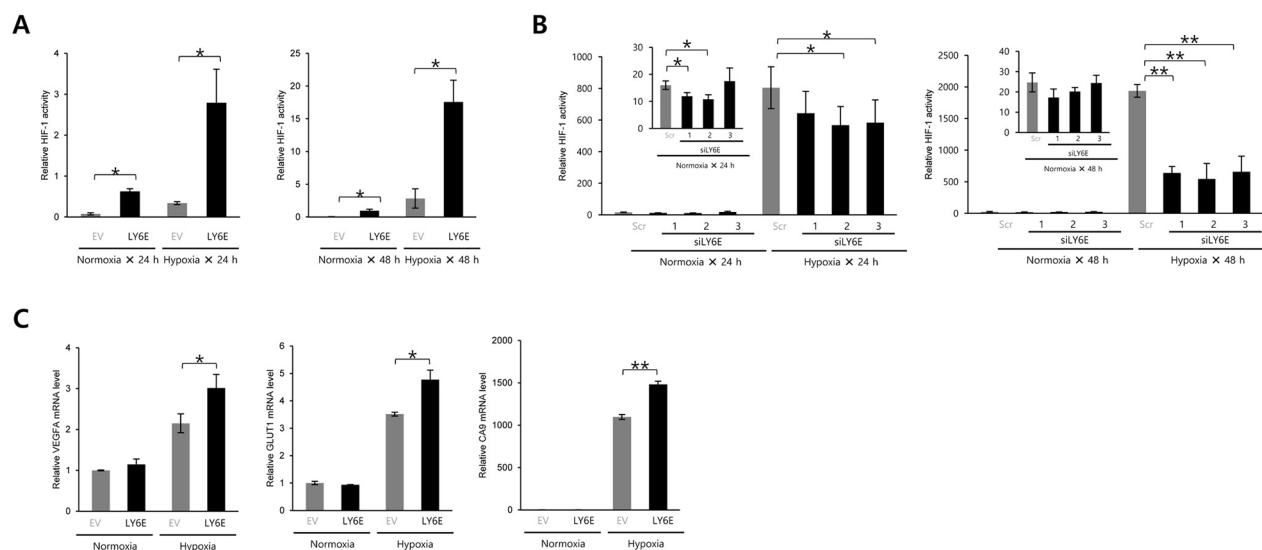 A
Relative HIF-1 activity
4
3
2
1
0
*
*
EV LY6E EV LY6E
Normoxia × 24 h Hypoxia × 24 h
Relative HIF-1 activity
25
20
15
10
5
0
*
*
EV LY6E EV LY6E
Normoxia × 48 h Hypoxia × 48 h
B
Relative HIF-1 activity
1000
800
600
400
200
0
30
20
10
0
*
*
Scr 1 2 3
siLY6E
Normoxia × 24 h
*
*
Scr 1 2 3 Scr 1 2 3
siLY6E siLY6E
Normoxia × 24 h Hypoxia × 24 h
Relative HIF-1 activity
2500
2000
1500
1000
500
0
50
40
30
20
10
0
Scr 1 2 3
siLY6E
Normoxia × 48 h
**
**
**
Scr 1 2 3 Scr 1 2 3
siLY6E siLY6E
Normoxia × 48 h Hypoxia × 48 h
C
Relative VEGFA mRNA level
4
3
2
1
0
*
EV LY6E EV LY6E
Normoxia Hypoxia
Relative GLUT1 mRNA level
6
5
4
3
2
1
0
*
EV LY6E EV LY6E
Normoxia Hypoxia
Relative CA9 mRNA level
2000
1500
1000
500
0
**
EV LY6E EV LY6E
Normoxia Hypoxia